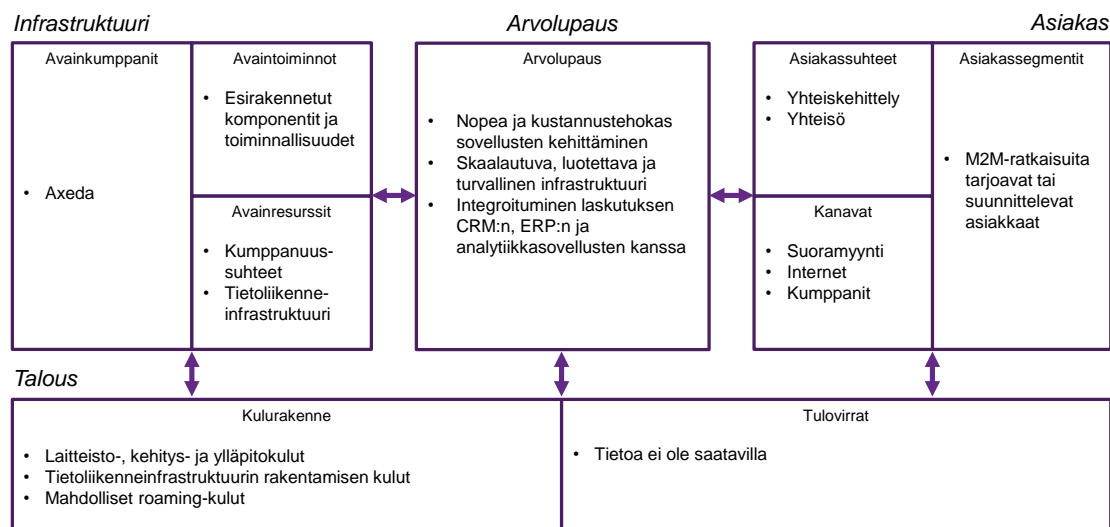 Infrastruktuuri
Arvolupaus
Asiakas
Avainkumppanit
• Axeda
Avaintoiminnot
• Esirakennetut
komponentit ja
toiminnallisuudet
Avainresurssit
• Kumppanuus-
suhteet
• Tietoliikenne-
infrastruktuuri
Arvolupaus
• Nopea ja kustannustehokas
sovellusten kehittäminen
• Skaalautuva, luotettava ja
turvallinen infrastruktuuri
• Integroituminen laskutuksen
CRM:n, ERP:n ja
analytiikkasovellusten kanssa
Asiakassuhteet
• Yhteiskehittely
• Yhteisö
Kanavat
• Suoramyynti
• Internet
• Kumppanit
Asiakassegmentit
• M2M-ratkaisuita
tarjoavat tai
suunnittelevat
asiakkaat
Talous
Kulurakenne
• Laitteisto-, kehitys- ja ylläpitokulut
• Tietoliikenneinfrastruktuurin rakentamisen kulut
• Mahdolliset roaming-kulut
Tulovirrat
• Tietoa ei ole saatavilla